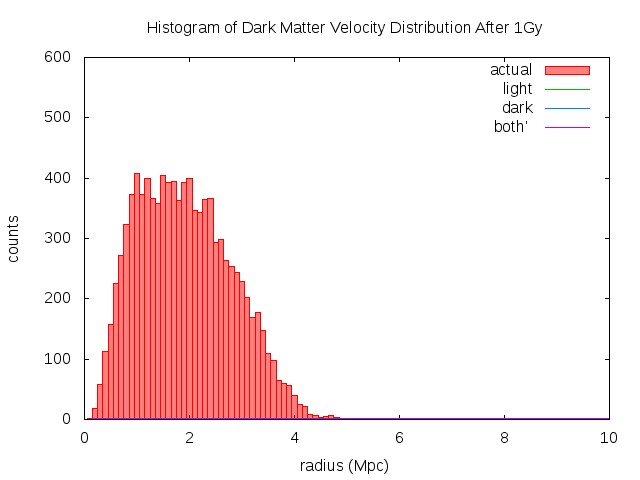 Histogram of Dark Matter Velocity Distribution After 1Gy
600
500
400
300
200
100
0
counts
actual
light
dark
both'
0 2 4 6 8 10
radius (Mpc)